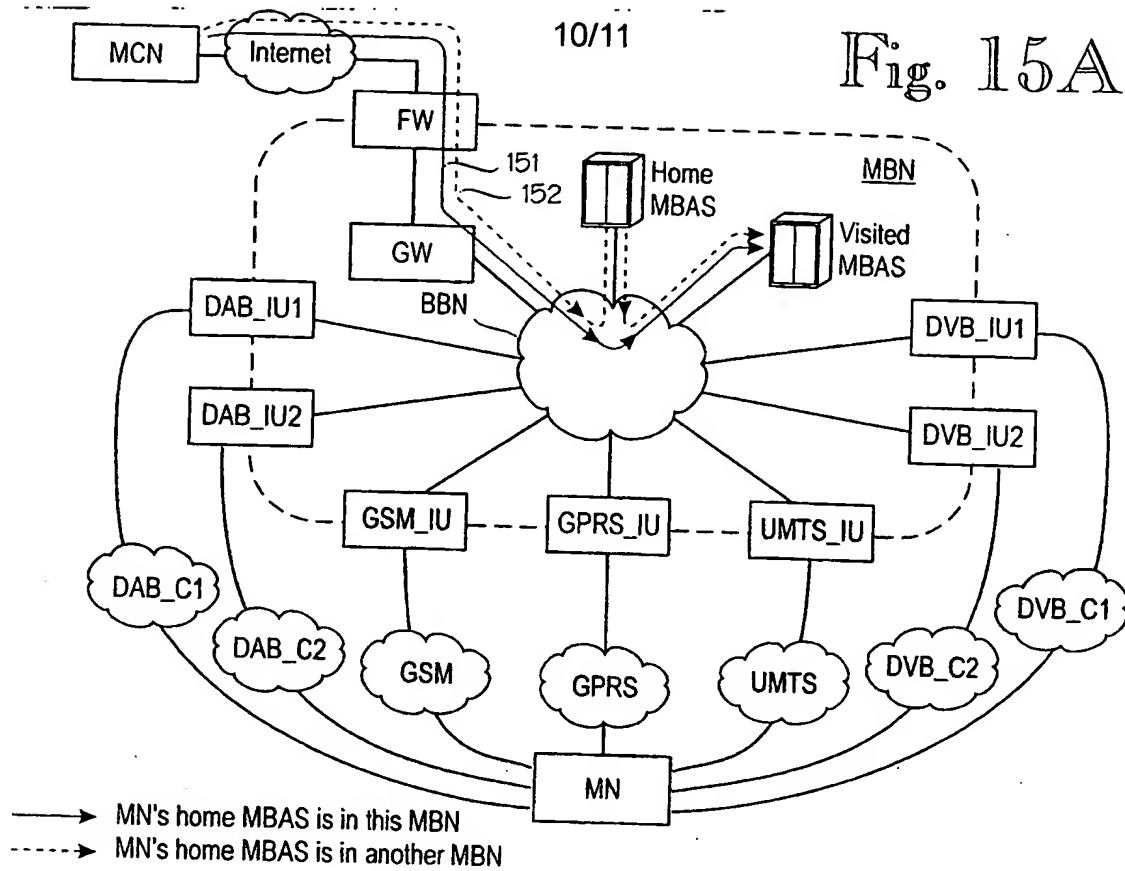 10/11
Fig. 15A
MCN
Internet
FW
151
152
Home
MBAS
MBN
Visited
MBAS
GW
BBN
DAB_IU1
DVB_IU1
DAB_IU2
DVB_IU2
GSM_IU
GPRS_IU
UMTS_IU
DAB_C1
DVB_C1
DAB_C2
DVB_C2
GSM
GPRS
UMTS
MN
MN's home MBAS is in this MBN
MN's home MBAS is in another MBN